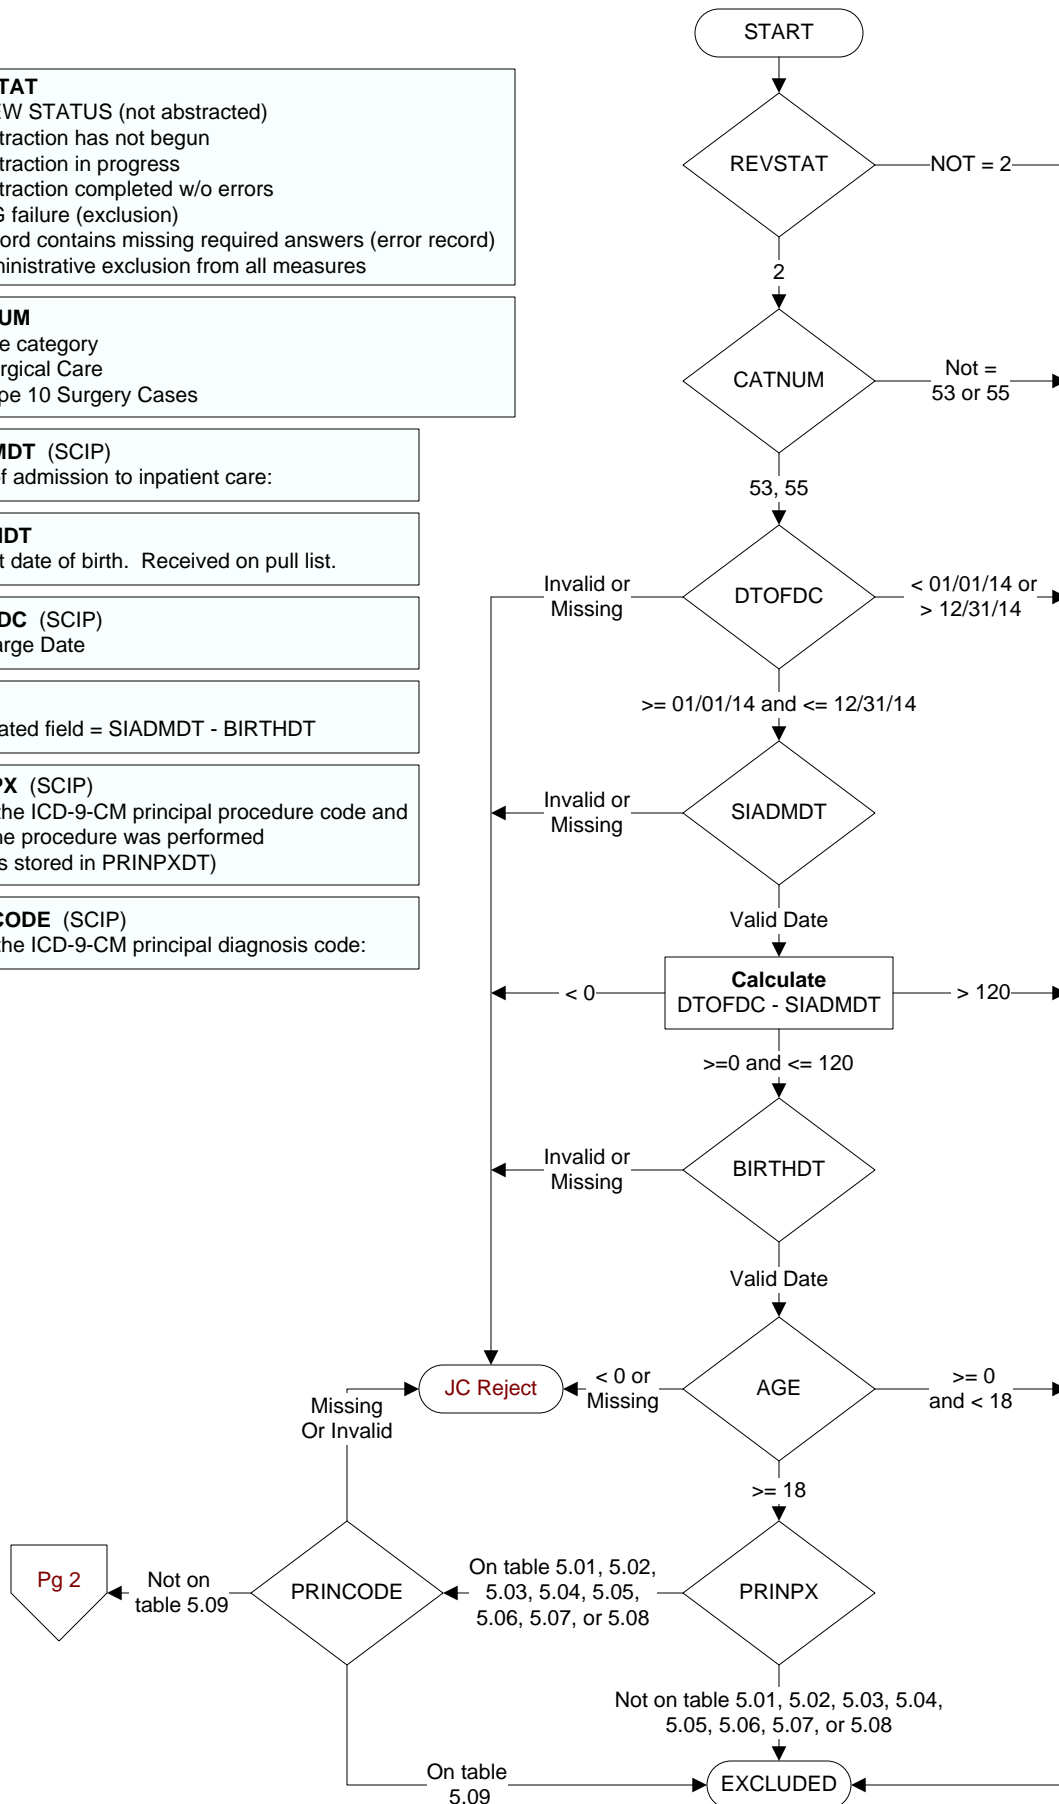 START
TAT
EW STATUS (not abstracted)
traction has not begun
traction in progress
traction completed w/o errors
G failure (exclusion)
ord contains missing required answers (error record)
ministrative exclusion from all measures
REVSTAT
NOT = 2
2
UM
e category
rgical Care
pe 10 Surgery Cases
CATNUM
Not =
53 or 55
53, 55
MDT (SCIP)
of admission to inpatient care:
HDT
t date of birth. Received on pull list.
DC (SCIP)
arge Date
ated field = SIADMDT - BIRTHDT
PX (SCIP)
the ICD-9-CM principal procedure code and
he procedure was performed
s stored in PRINPXDT)
CODE (SCIP)
the ICD-9-CM principal diagnosis code:
Invalid or
Missing
DTOFDC
< 01/01/14 or
> 12/31/14
>= 01/01/14 and <= 12/31/14
Invalid or
Missing
SIADMDT
Valid Date
< 0
Calculate
DTOFDC - SIADMDT
> 120
>=0 and <= 120
Invalid or
Missing
BIRTHDT
Valid Date
JC Reject
< 0 or
Missing
AGE
>= 0
and < 18
Missing
Or Invalid
>= 18
Pg 2
Not on
table 5.09
PRINCODE
On table 5.01, 5.02,
5.03, 5.04, 5.05,
5.06, 5.07, or 5.08
PRINPX
Not on table 5.01, 5.02, 5.03, 5.04,
5.05, 5.06, 5.07, or 5.08
On table
5.09
EXCLUDED